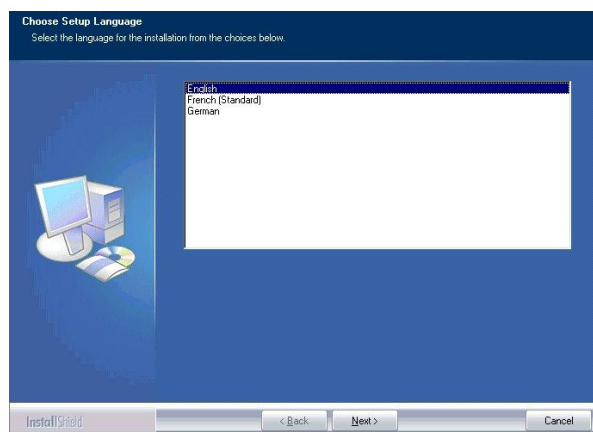 Choose Setup Language
Select the language for the installation from the choices below.
English
French (Standard)
German
InstallShield
< Back
Next >
Cancel